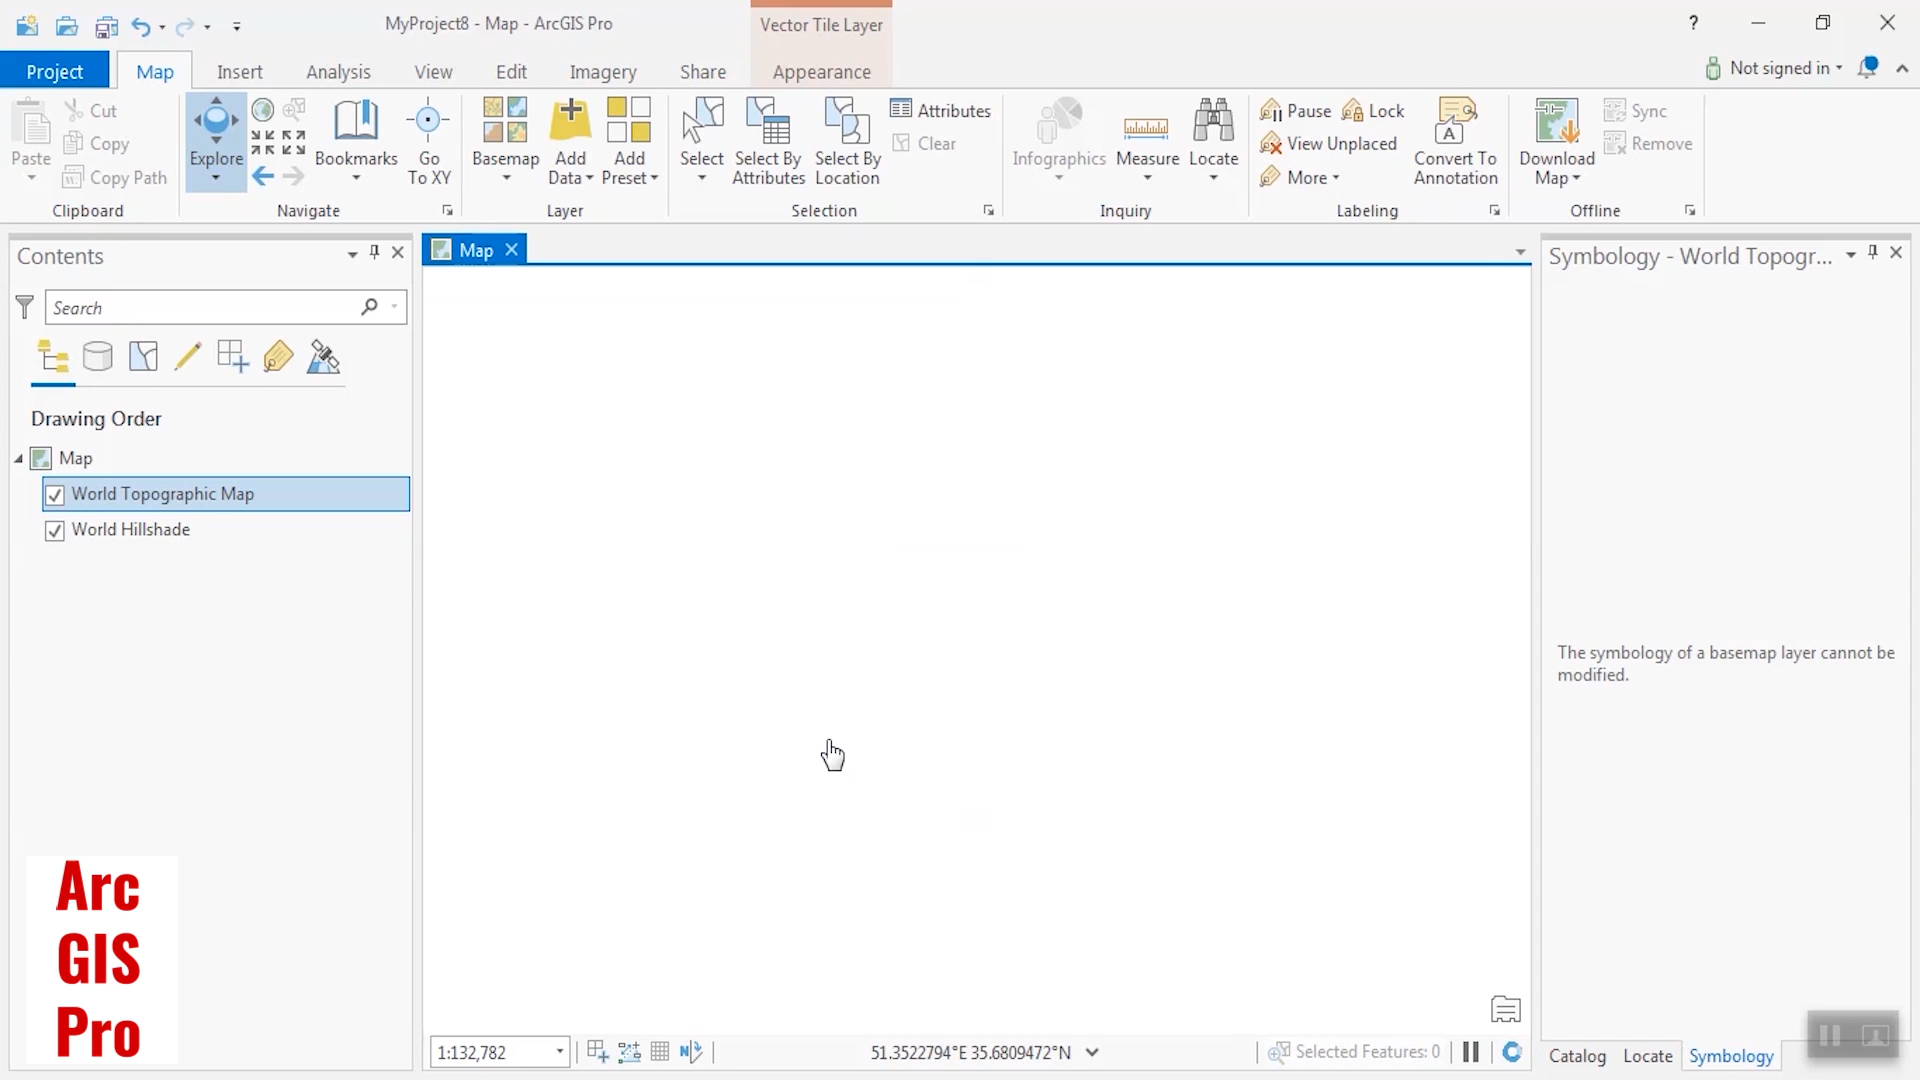 MyProject8 - Map - ArcGIS Pro
Vector Tile Layer
?
Project
Map
Insert
Analysis
View
Edit
Imagery
Share
Appearance
Not signed in
Paste
Cut
Copy
Copy Path
Clipboard
Explore
Bookmarks
Go
To XY
Navigate
Basemap
Add
Data
Add
Preset
Layer
Select
Select By
Attributes
Select By
Location
Attributes
Clear
Selection
Infographics
Measure
Locate
Inquiry
Pause
Lock
View Unplaced
More
A
Convert To
Annotation
Labeling
Download
Map
Sync
Remove
Offline
Contents
Search
Drawing Order
Map
World Topographic Map
World Hillshade
Arc
GIS
Pro
Map
1:132,782
51.3522794°E 35.6809472°N
Selected Features: 0
Symbology - World Topogr...
The symbology of a basemap layer cannot be
modified.
Catalog
Locate
Symbology